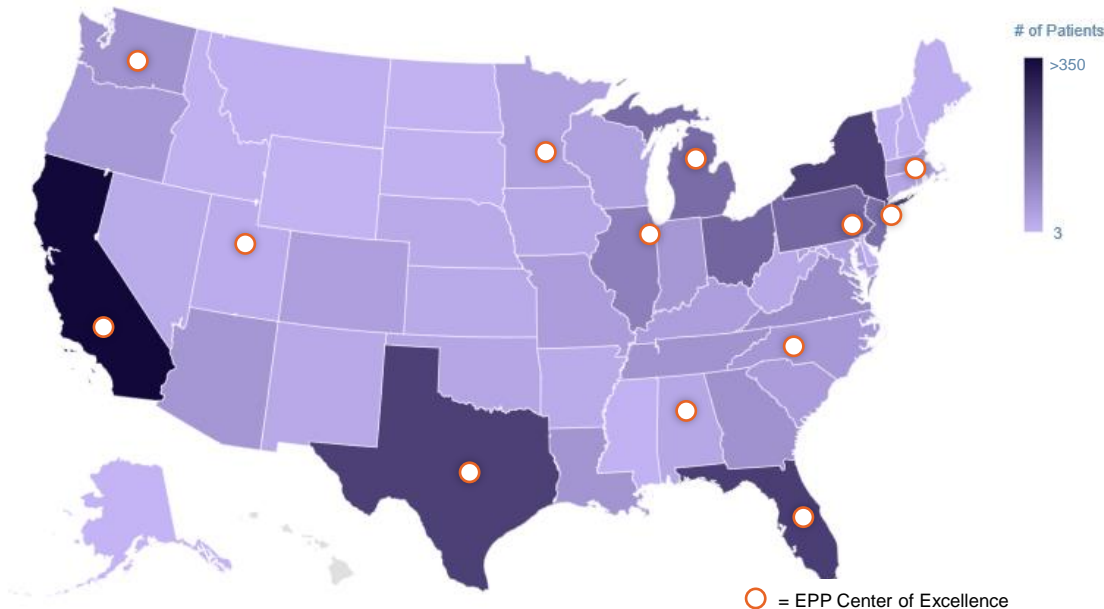 # of Patients
>350
3
= EPP Center of Excellence